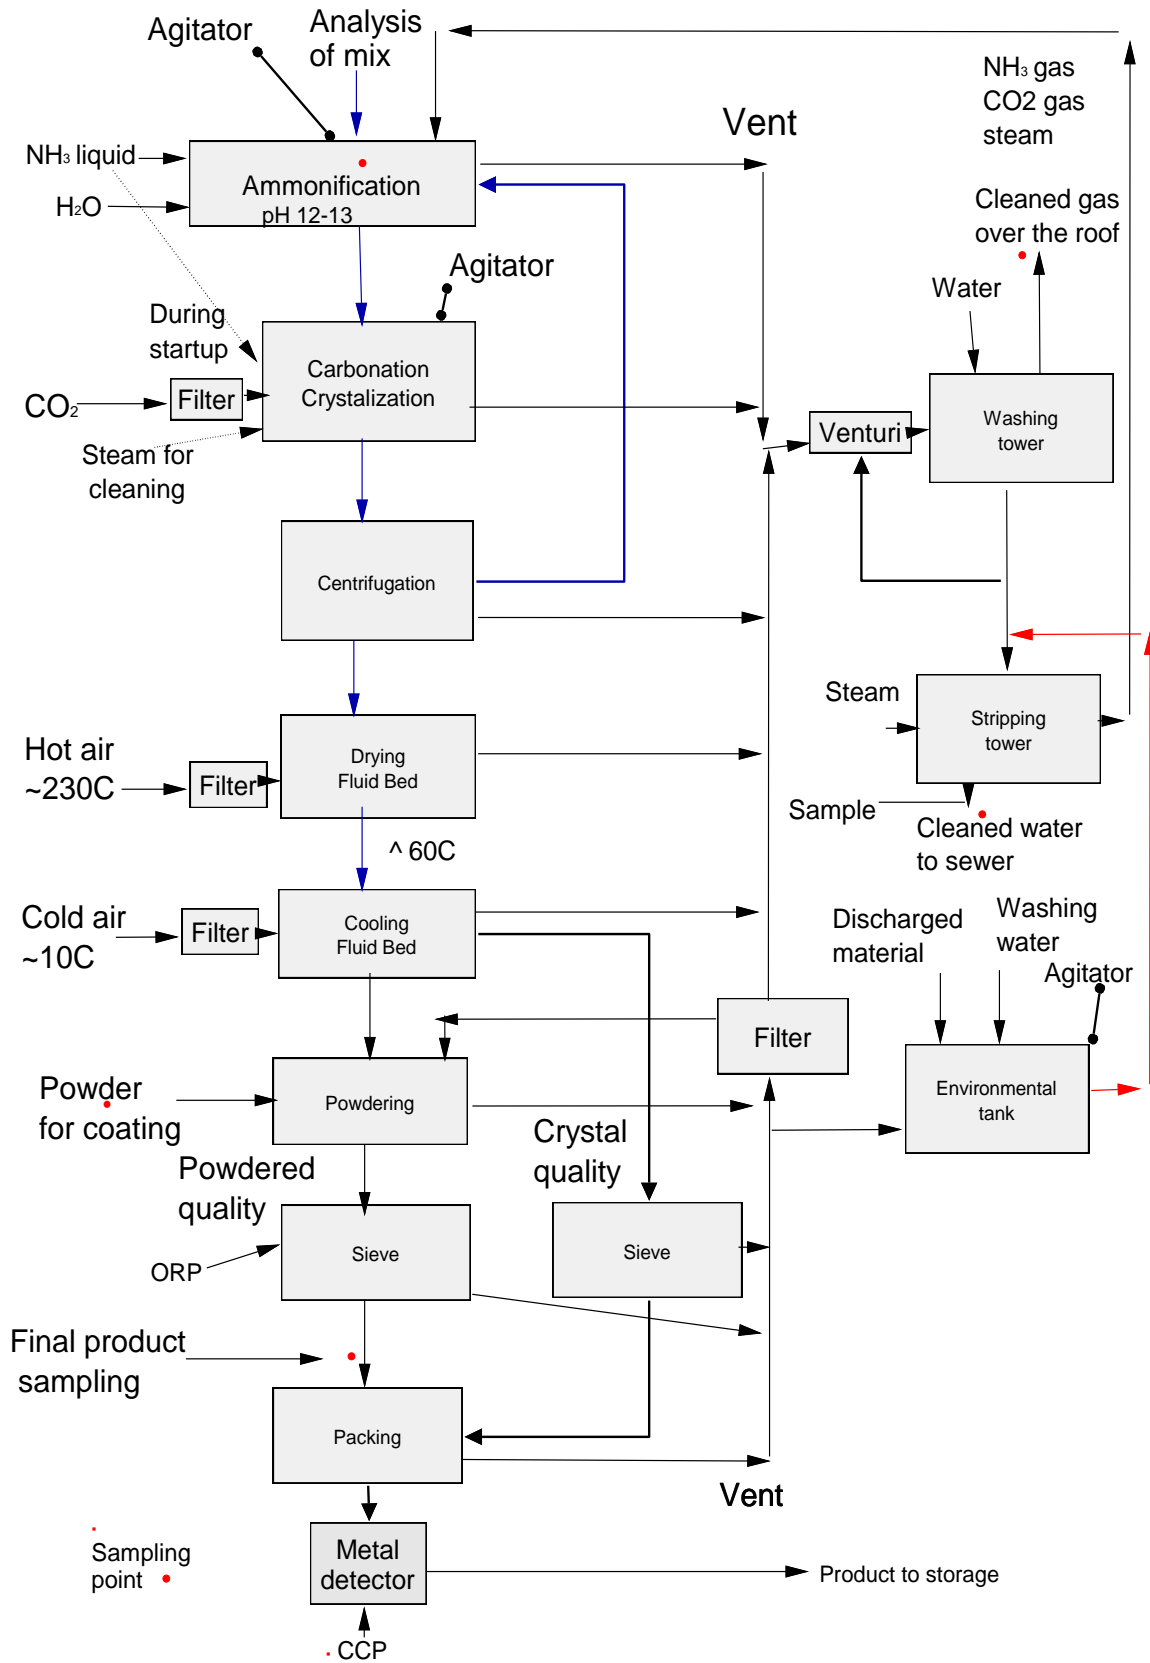 Agitator
Analysis
of mix
NH₃ gas
CO2 gas
steam
Vent
NH₃ liquid
Ammonification
pH 12-13
H₂O
Cleaned gas
over the roof
Agitator
Water
During
startup
Carbonation
Crystalization
CO₂
Filter
Venturi
Washing
tower
Steam for
cleaning
Centrifugation
Steam
Stripping
tower
Hot air
~230C
Filter
Drying
Fluid Bed
Sample
Cleaned water
to sewer
^ 60C
Cold air
~10C
Filter
Cooling
Fluid Bed
Discharged
material
Washing
water
Agitator
Filter
Powder
for coating
Powdering
Environmental
tank
Crystal
quality
Powdered
quality
Sieve
Sieve
ORP
Final product
sampling
Packing
Vent
Sampling
point
Metal
detector
Product to storage
CCP